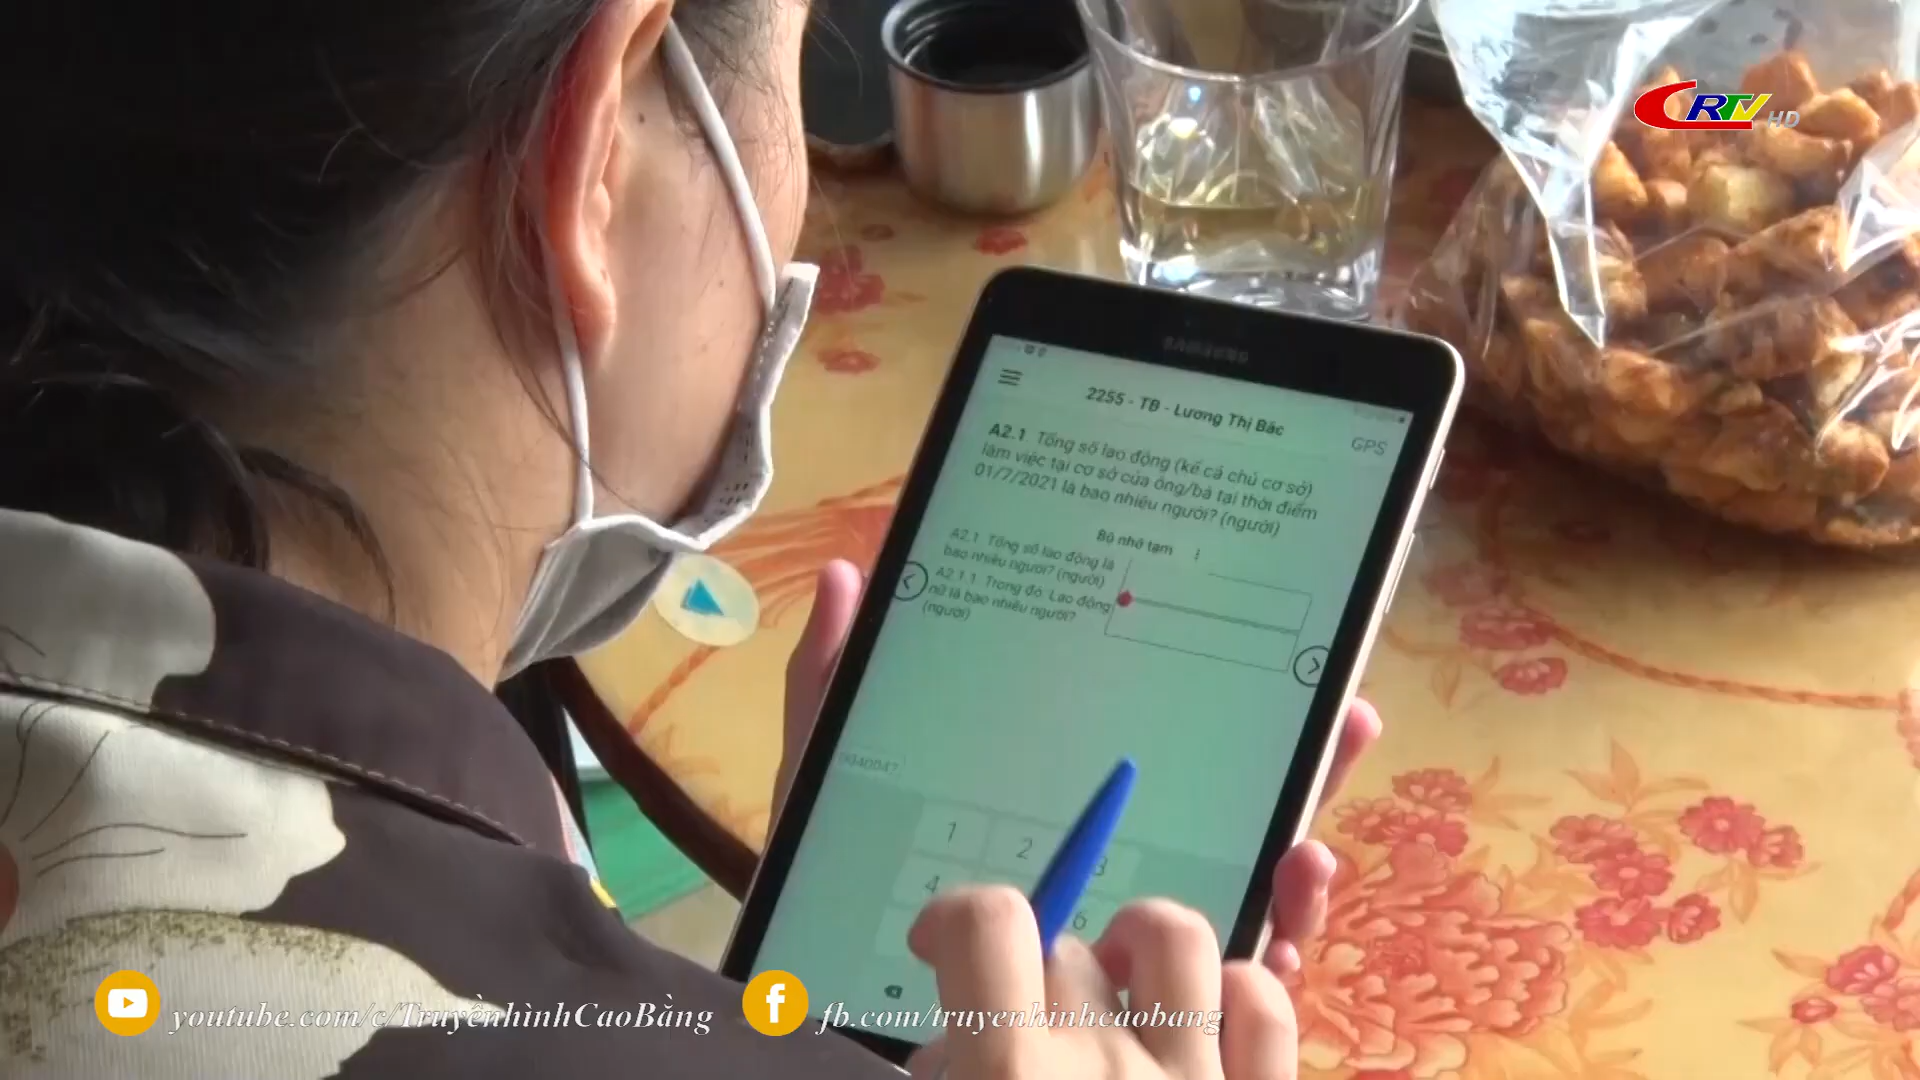 CRTV HD
SAMSUNG
2255 - TB - Lương Thị Bác
GPS
A2.1. Tổng số lao động (kể cả chủ cơ sở)
làm việc tại cơ sở của ông/bà tại thời điểm
01/7/2021 là bao nhiêu người? (người)
Bộ nhớ tạm
A2.1. Tổng số lao động là
bao nhiêu người? (người)
A2.1.1. Trong đó: Lao động
nữ là bao nhiêu người?
(người)
1 2 3
4 6
youtube.com/c/TruyềnhìnhCaoBằng
fb.com/truyenhinhcaobang